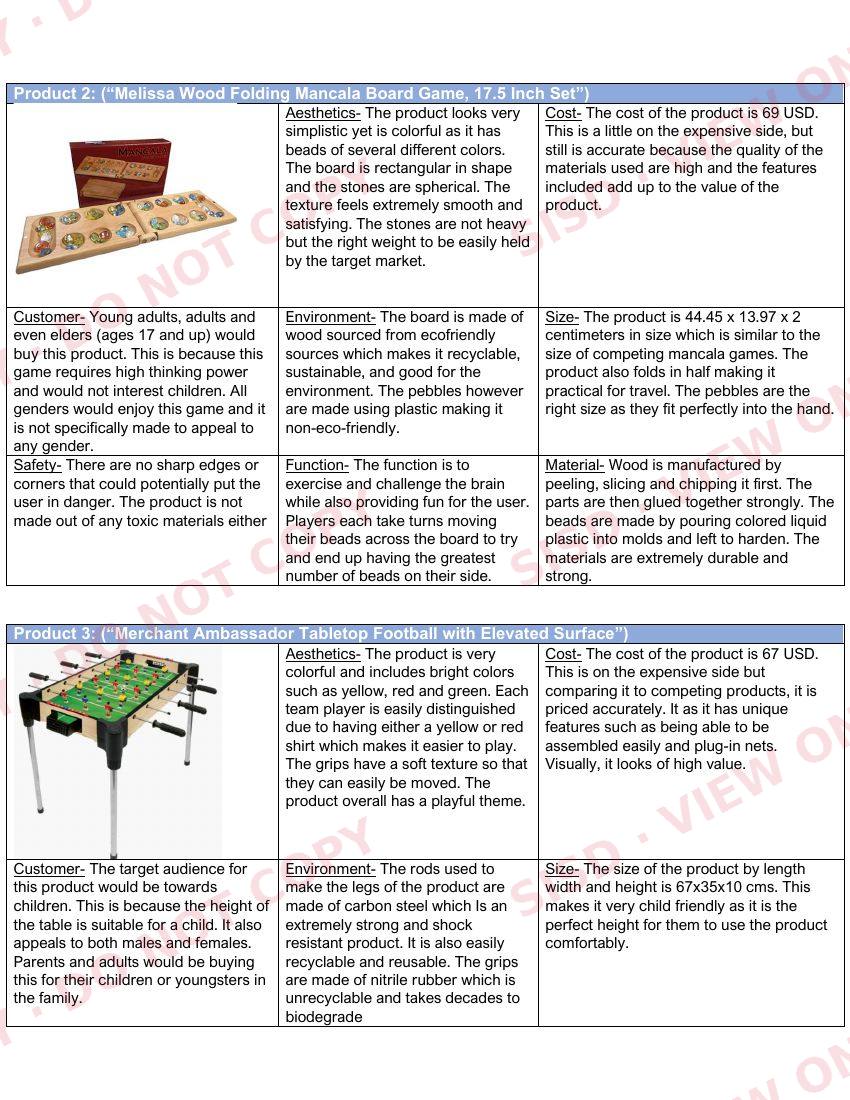 Product 2: (“Melissa Wood Folding Mancala Board Game, 17.5 Inch Set”)
MANCALA
Aesthetics- The product looks very
simplistic yet is colorful as it has
beads of several different colors.
The board is rectangular in shape
and the stones are spherical. The
texture feels extremely smooth and
satisfying. The stones are not heavy
but the right weight to be easily held
by the target market.
Cost- The cost of the product is 69 USD.
This is a little on the expensive side, but
still is accurate because the quality of the
materials used are high and the features
included add up to the value of the
product.
Customer- Young adults, adults and
even elders (ages 17 and up) would
buy this product. This is because this
game requires high thinking power
and would not interest children. All
genders would enjoy this game and it
is not specifically made to appeal to
any gender.
Environment- The board is made of
wood sourced from ecofriendly
sources which makes it recyclable,
sustainable, and good for the
environment. The pebbles however
are made using plastic making it
non-eco-friendly.
Size- The product is 44.45 x 13.97 x 2
centimeters in size which is similar to the
size of competing mancala games. The
product also folds in half making it
practical for travel. The pebbles are the
right size as they fit perfectly into the hand.
Safety- There are no sharp edges or
corners that could potentially put the
user in danger. The product is not
made out of any toxic materials either
Function- The function is to
exercise and challenge the brain
while also providing fun for the user.
Players each take turns moving
their beads across the board to try
and end up having the greatest
number of beads on their side.
Material- Wood is manufactured by
peeling, slicing and chipping it first. The
parts are then glued together strongly. The
beads are made by pouring colored liquid
plastic into molds and left to harden. The
materials are extremely durable and
strong.
Product 3: (“Merchant Ambassador Tabletop Football with Elevated Surface”)
Aesthetics- The product is very
colorful and includes bright colors
such as yellow, red and green. Each
team player is easily distinguished
due to having either a yellow or red
shirt which makes it easier to play.
The grips have a soft texture so that
they can easily be moved. The
product overall has a playful theme.
Cost- The cost of the product is 67 USD.
This is on the expensive side but
comparing it to competing products, it is
priced accurately. It as it has unique
features such as being able to be
assembled easily and plug-in nets.
Visually, it looks of high value.
Customer- The target audience for
this product would be towards
children. This is because the height of
the table is suitable for a child. It also
appeals to both males and females.
Parents and adults would be buying
this for their children or youngsters in
the family.
Environment- The rods used to
make the legs of the product are
made of carbon steel which Is an
extremely strong and shock
resistant product. It is also easily
recyclable and reusable. The grips
are made of nitrile rubber which is
unrecyclable and takes decades to
biodegrade
Size- The size of the product by length
width and height is 67x35x10 cms. This
makes it very child friendly as it is the
perfect height for them to use the product
comfortably.
Y · DO NOT COPY
SISD · VIEW ON
Y · DO NOT COPY
SISD · VIEW ON
Y · DO NOT COPY
SISD · VIEW ON